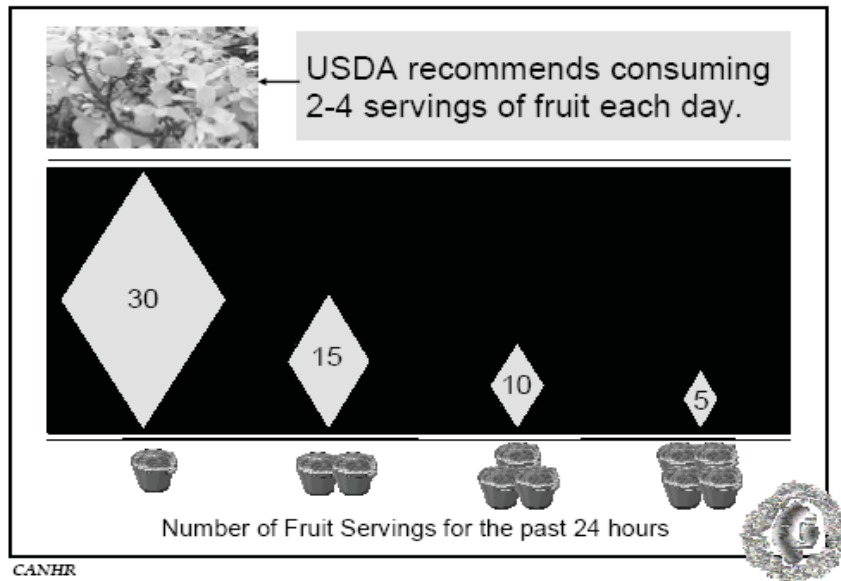 USDA recommends consuming
2-4 servings of fruit each day.
30
15
10
5
Number of Fruit Servings for the past 24 hours
CANHR